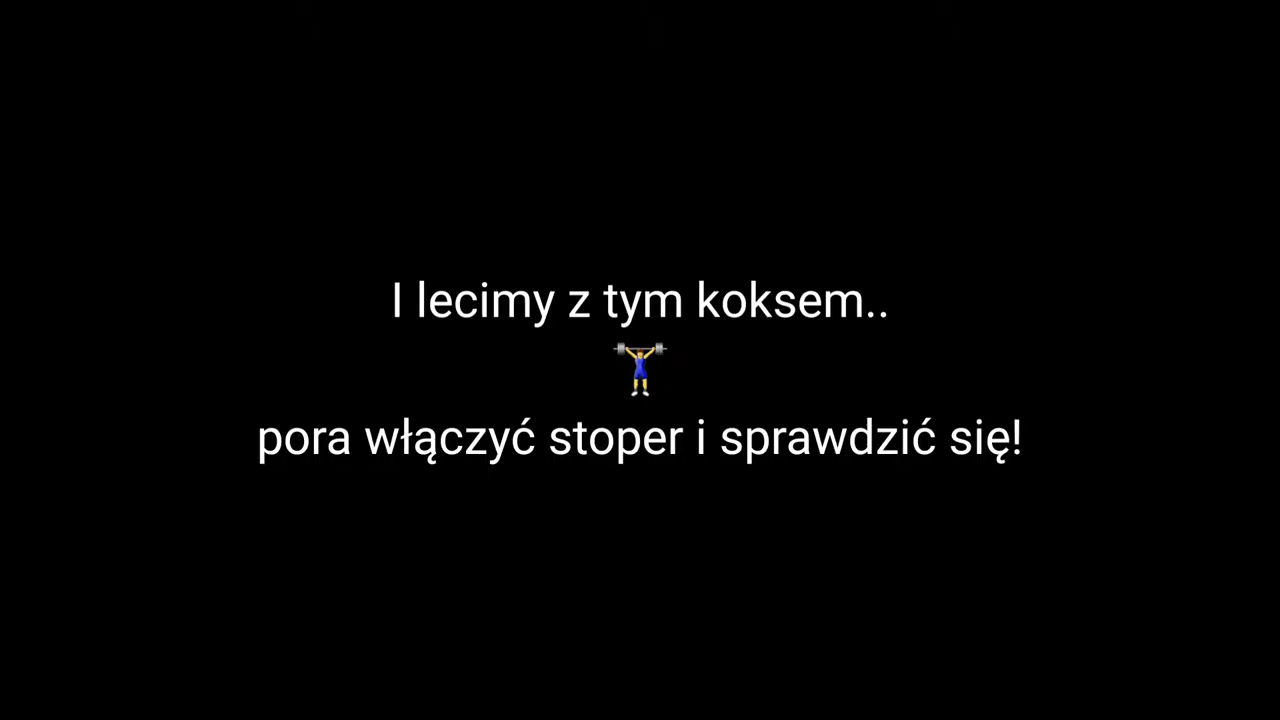 I lecimy z tym koksem..
🏋️
pora włączyć stoper i sprawdzić się!